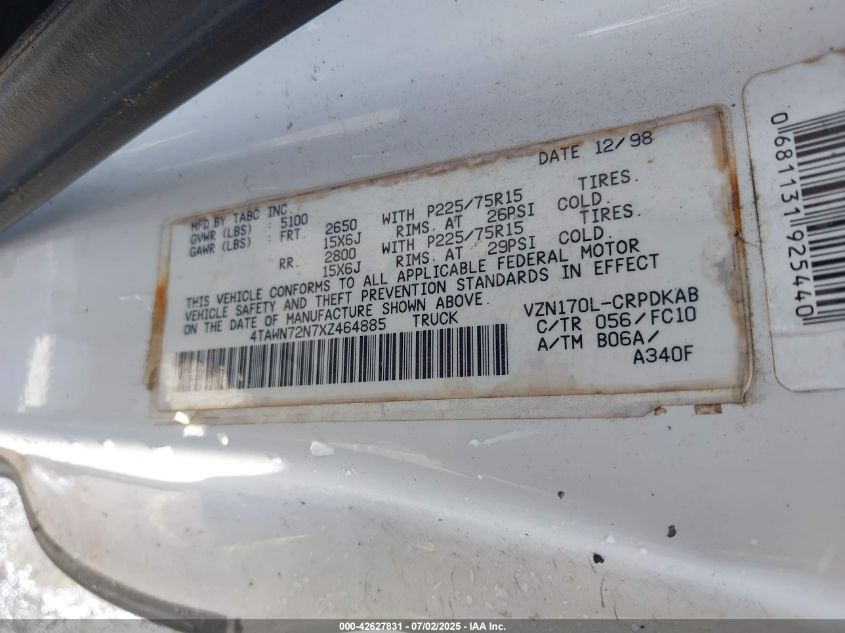 DATE 12/98
MFD BY TABC INC
GVWR (LBS) : 5100
GAWR (LBS) : FRT. 2650 WITH P225/75R15 TIRES.
15X6J RIMS. AT 26PSI COLD.
RR. 2800 WITH P225/75R15 TIRES.
15X6J RIMS. AT 29PSI COLD.
THIS VEHICLE CONFORMS TO ALL APPLICABLE FEDERAL MOTOR
VEHICLE SAFETY AND THEFT PREVENTION STANDARDS IN EFFECT
ON THE DATE OF MANUFACTURE SHOWN ABOVE.
4TAWN72N7XZ464885 TRUCK
VZN170L-CRPDKAB
C/TR 056/FC10
A/TM B06A/
A340F
0681131925440
000-42627831 / 07/02/2025 - IAA Inc.